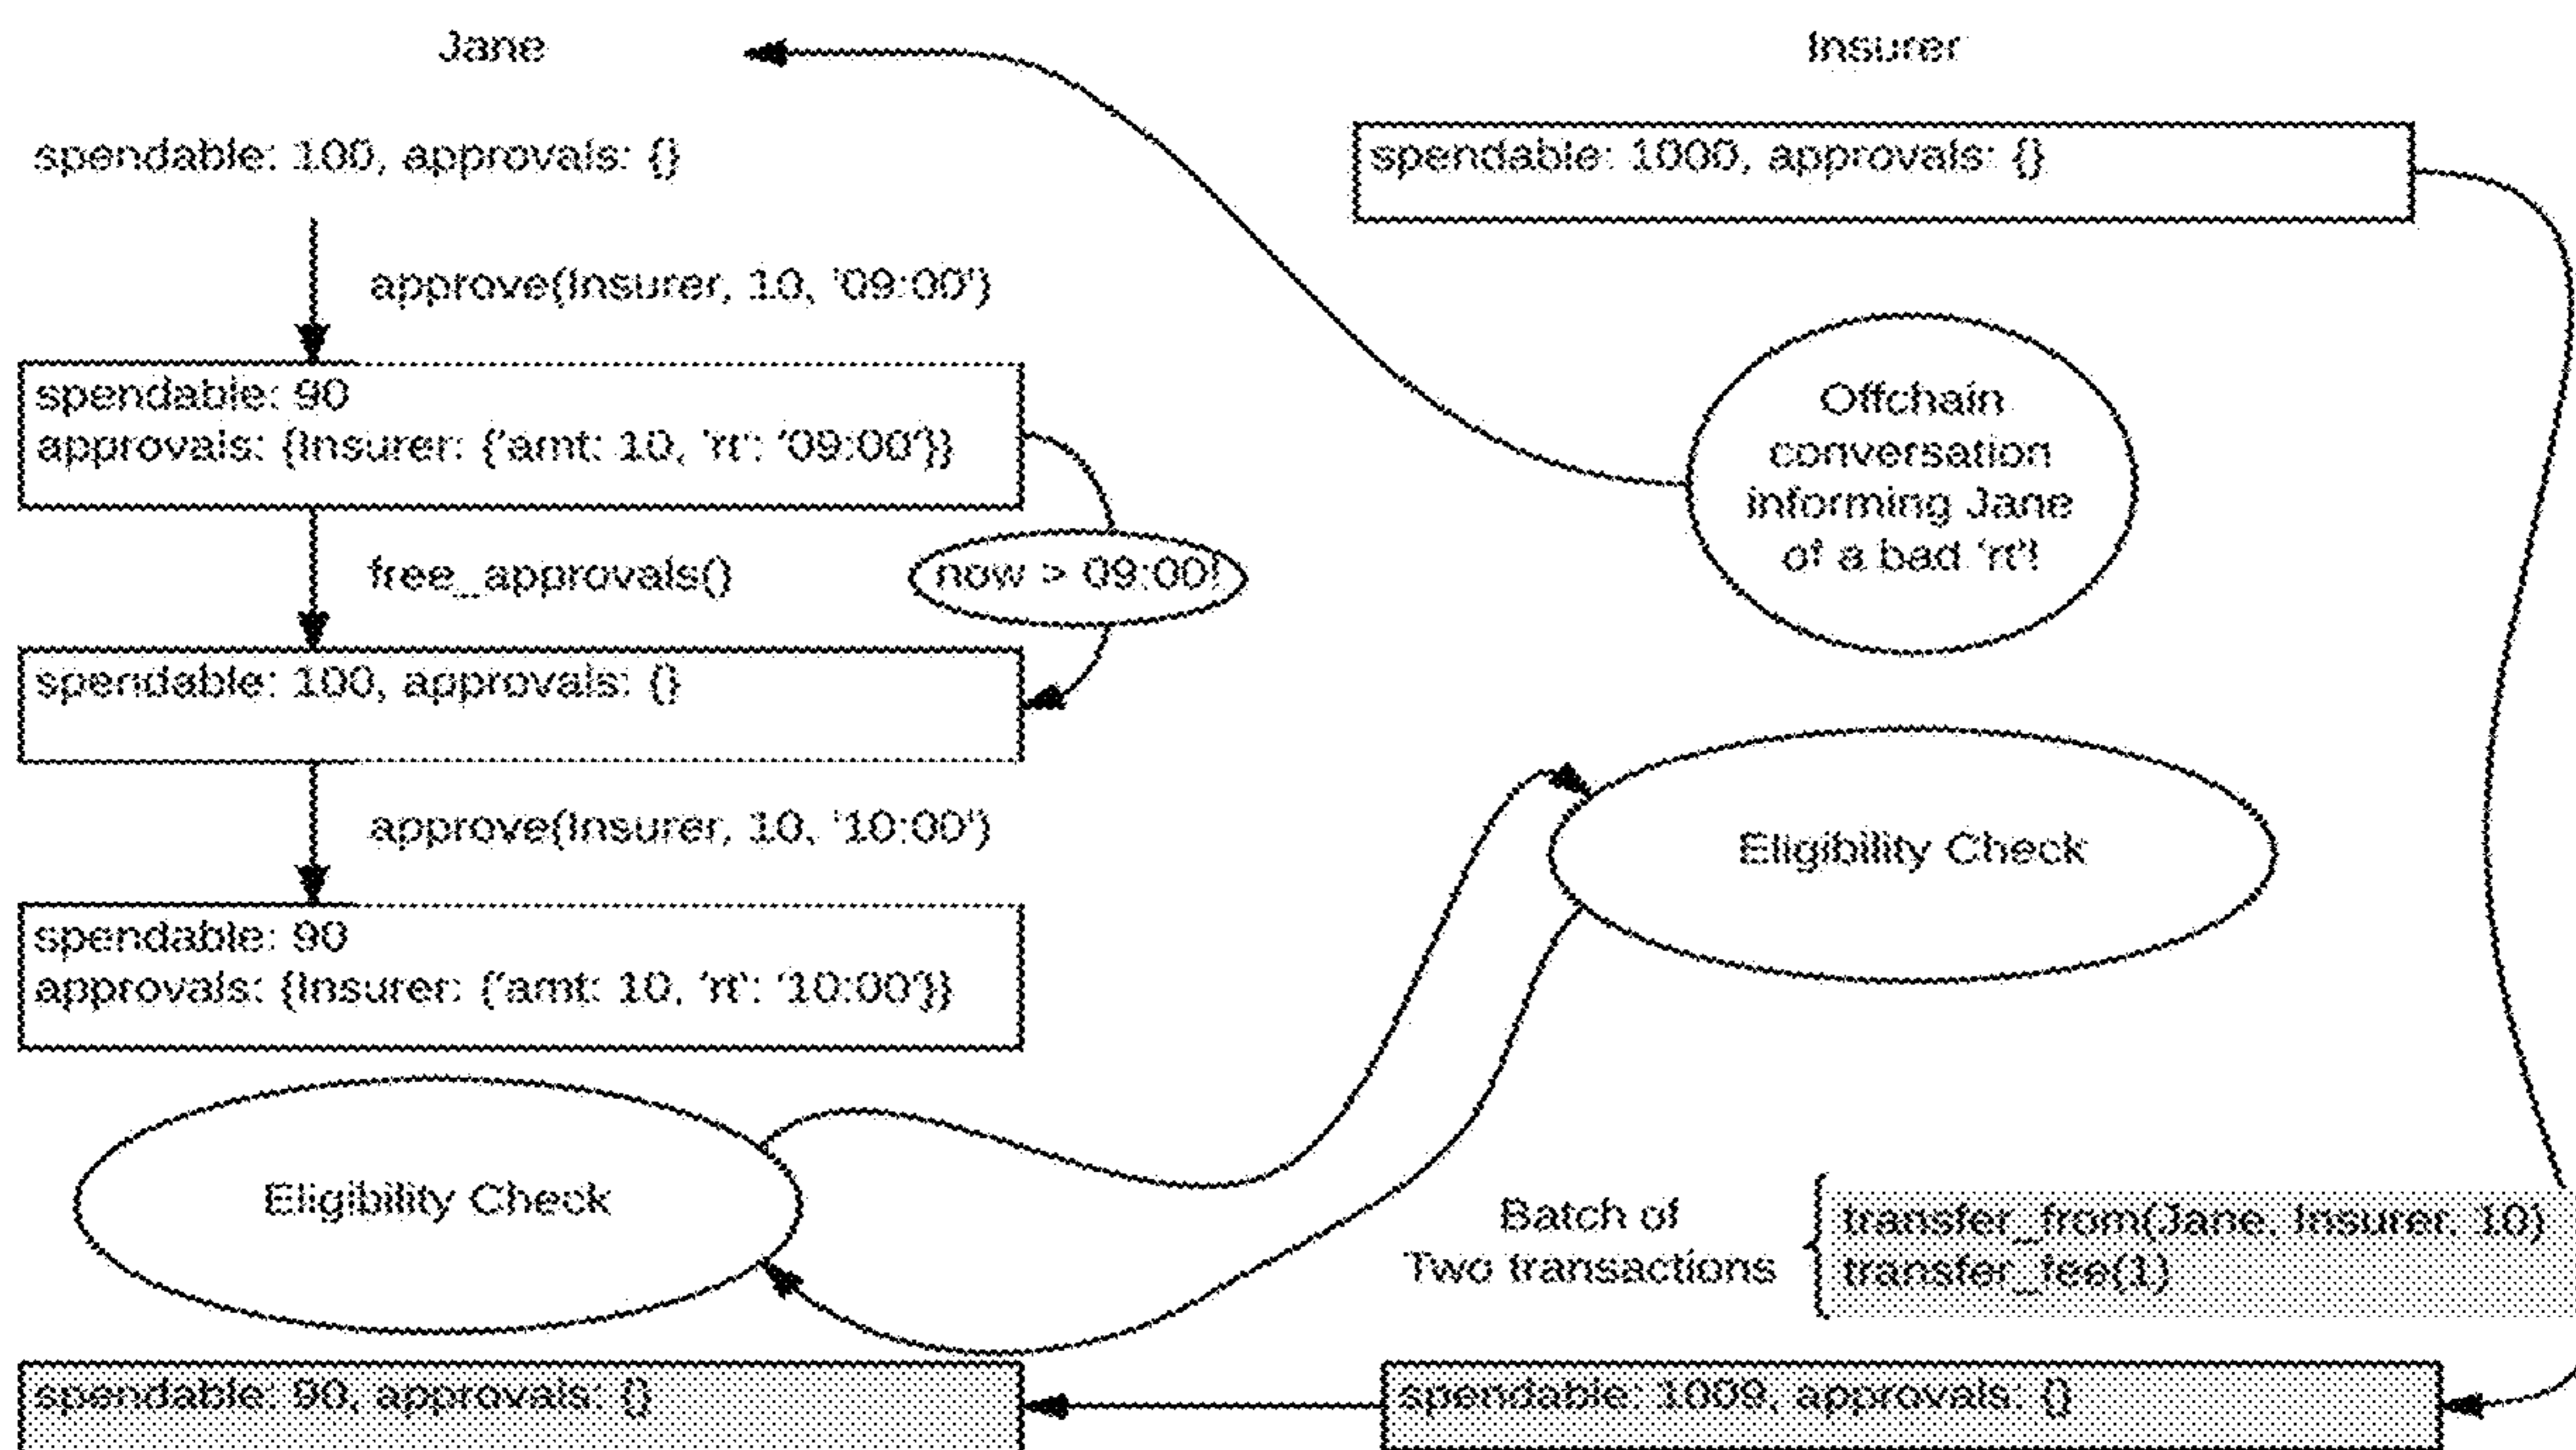 Jane
Insurer
spendable: 100, approvals: {}
spendable: 1000, approvals: {}
approve(Insurer, 10, '09:00')
spendable: 90
approvals: {Insurer: {'amt: 10, 'rt': '09:00'}}
Offchain
conversation
informing Jane
of a bad 'rt'!
free_approvals()
now > 09:00!
spendable: 100, approvals: {}
approve(Insurer, 10, '10:00')
Eligibility Check
spendable: 90
approvals: {Insurer: {'amt: 10, 'rt': '10:00'}}
Eligibility Check
Batch of
Two transactions
transfer_from(Jane, Insurer, 10)
transfer_fee(1)
spendable: 90, approvals: {}
spendable: 1009, approvals: {}